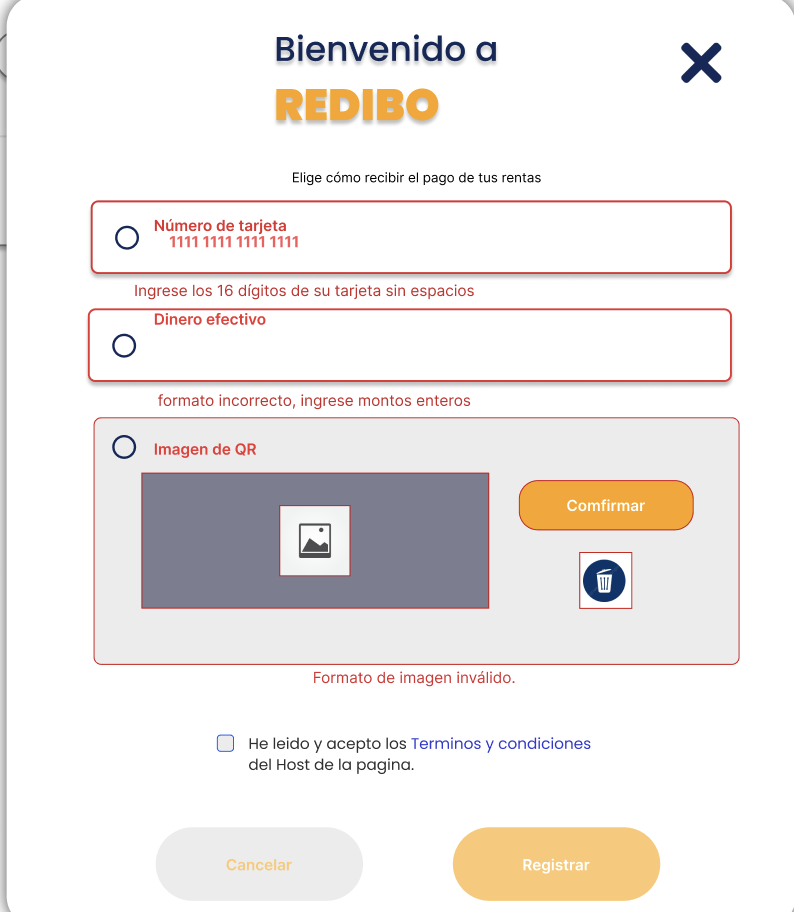 Bienvenido a
REDIBO
Elige cómo recibir el pago de tus rentas
Número de tarjeta
1111 1111 1111 1111
Ingrese los 16 dígitos de su tarjeta sin espacios
Dinero efectivo
formato incorrecto, ingrese montos enteros
Imagen de QR
Comfirmar
Formato de imagen inválido.
He leido y acepto los Terminos y condiciones
del Host de la pagina.
Cancelar
Registrar